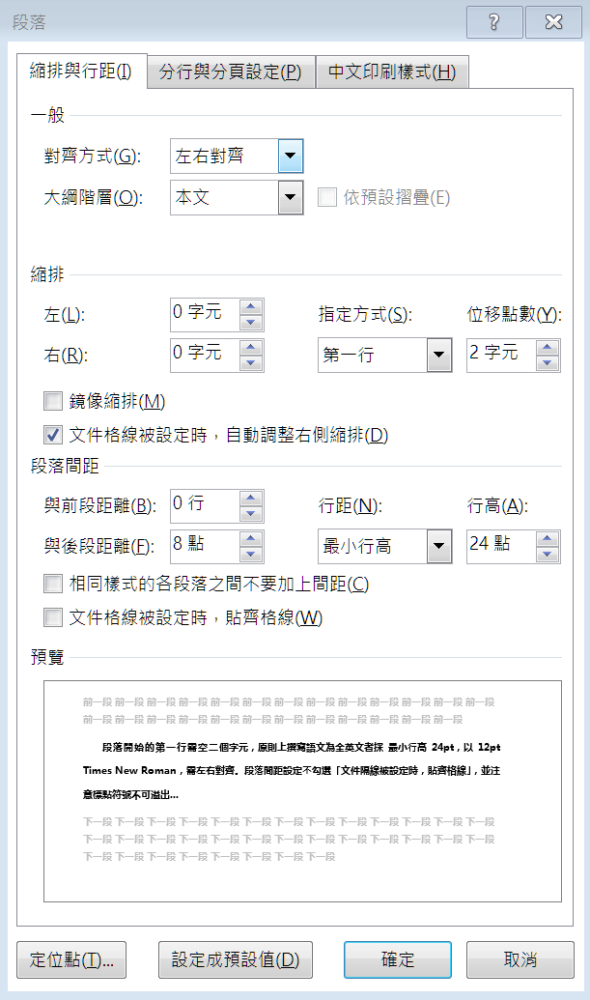 段落
縮排與行距(I) 分行與分頁設定(P) 中文印刷樣式(H)
一般
對齊方式(G): 左右對齊
大綱階層(O): 本文 依預設摺疊(E)
縮排
左(L): 0 字元 指定方式(S): 位移點數(Y):
右(R): 0 字元 第一行 2 字元
鏡像縮排(M)
文件格線被設定時，自動調整右側縮排(D)
段落間距
與前段距離(B): 0 行 行距(N): 行高(A):
與後段距離(F): 8 點 最小行高 24 點
相同樣式的各段落之間不要加上間距(C)
文件格線被設定時，貼齊格線(W)
預覽
前一段 前一段 前一段 前一段 前一段 前一段 前一段 前一段 前一段 前一段 前一段 前一段 前一段
前一段 前一段 前一段 前一段 前一段 前一段 前一段 前一段 前一段 前一段 前一段 前一段
段落開始的第一行需空二個字元，原則上撰寫語文為全英文者採 最小行高 24pt，以 12pt
Times New Roman，需左右對齊。段落間距設定不勾選「文件隔線被設定時，貼齊格線」，並注
意標點符號不可溢出...
下一段 下一段 下一段 下一段 下一段 下一段 下一段 下一段 下一段 下一段 下一段 下一段 下一段
下一段 下一段 下一段 下一段 下一段 下一段 下一段 下一段 下一段 下一段 下一段 下一段 下一段
下一段 下一段 下一段 下一段 下一段 下一段 下一段 下一段
定位點(T)... 設定成預設值(D) 確定 取消